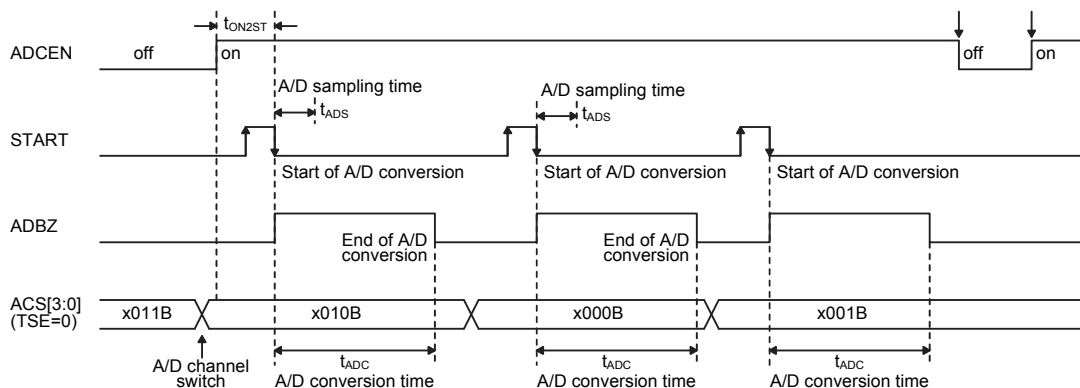 tON2ST
ADCEN
off
on
off
on
A/D sampling time
tADS
A/D sampling time
tADS
START
Start of A/D conversion
Start of A/D conversion
Start of A/D conversion
ADBZ
End of A/D
conversion
End of A/D
conversion
ACS[3:0]
(TSE=0)
x011B
x010B
x000B
x001B
A/D channel
switch
tADC
A/D conversion time
tADC
A/D conversion time
tADC
A/D conversion time